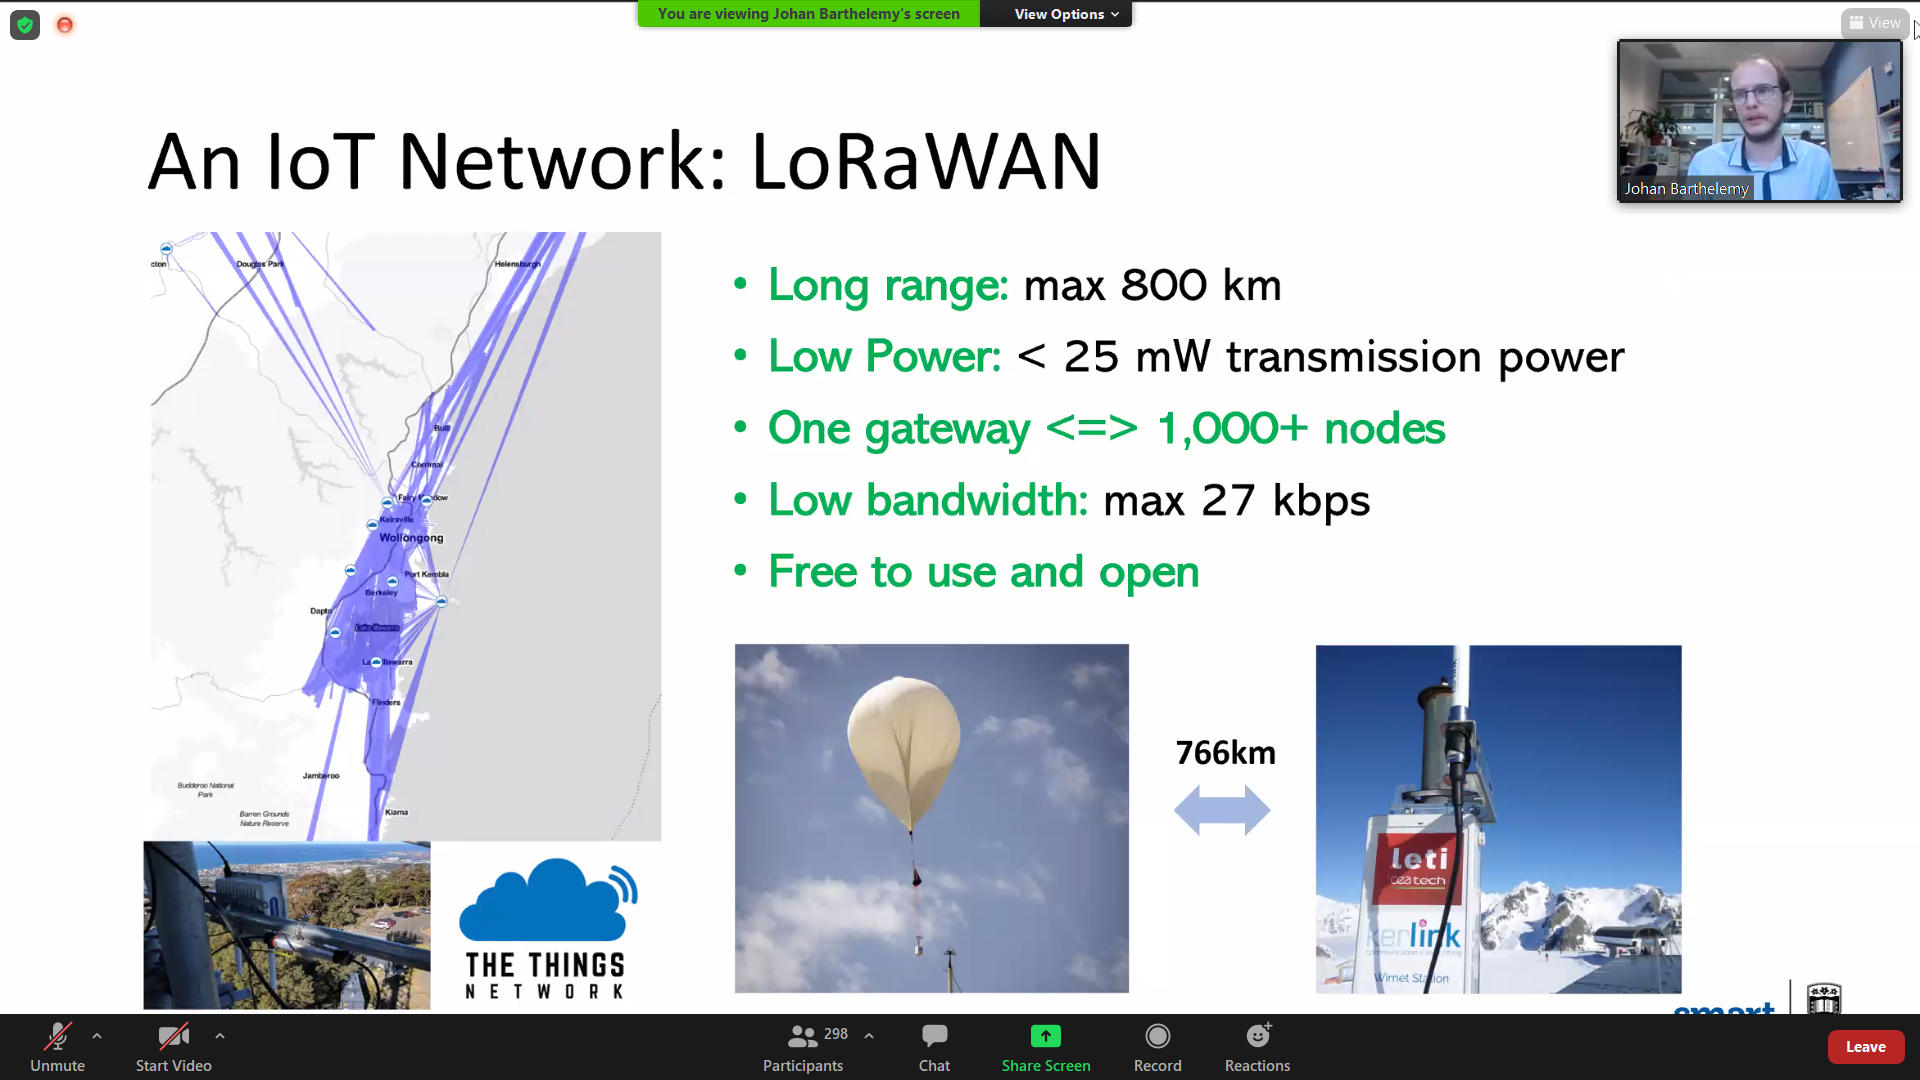 You are viewing Johan Barthelemy's screen
View Options
View
Johan Barthelemy
An IoT Network: LoRaWAN
cton
Douglas Park
Helensburgh
Bulli
Corrimal
Keiraville
Wollongong
Port Kembla
Berkeley
Dapto
Flinders
Jamberoo
Budderoo National
Park
Barren Grounds
Nature Reserve
Kiama
• Long range: max 800 km
• Low Power: < 25 mW transmission power
• One gateway <=> 1,000+ nodes
• Low bandwidth: max 27 kbps
• Free to use and open
THE THINGS
NETWORK
766km
leti
ceatech
kerlink
Wirnet Station
smart
Unmute
Start Video
298
Participants
Chat
Share Screen
Record
Reactions
Leave